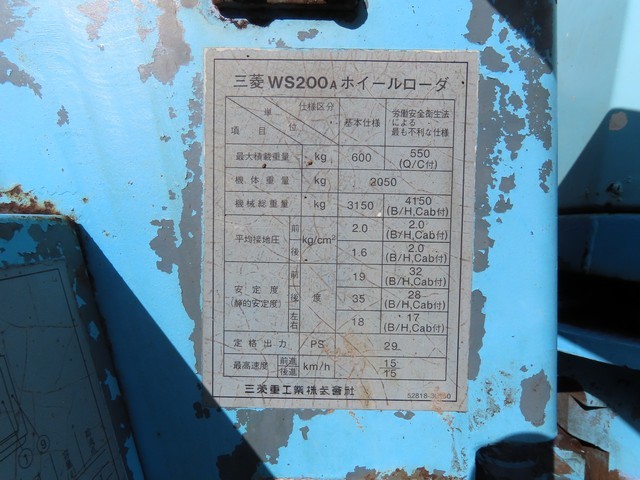 三菱 WS200A ホイールローダ
単位 仕様区分
項目
基本仕様
労働安全衛生法
による
最も不利な仕様
最大積載重量 kg 600 550 (Q/C付)
機体重量 kg 2050
機械総重量 kg 3150 4150 (B/H,Cab付)
平均接地圧 前 kg/cm² 2.0 2.0 (B/H,Cab付)
後 1.6 2.0 (B/H,Cab付)
安定度 (静的安定度) 前 度 19 32 (B/H,Cab付)
後 35 28 (B/H,Cab付)
左右 18 17 (B/H,Cab付)
定格出力 PS 29
最高速度 前進 km/h 15
後進 15
三菱重工業株式會社